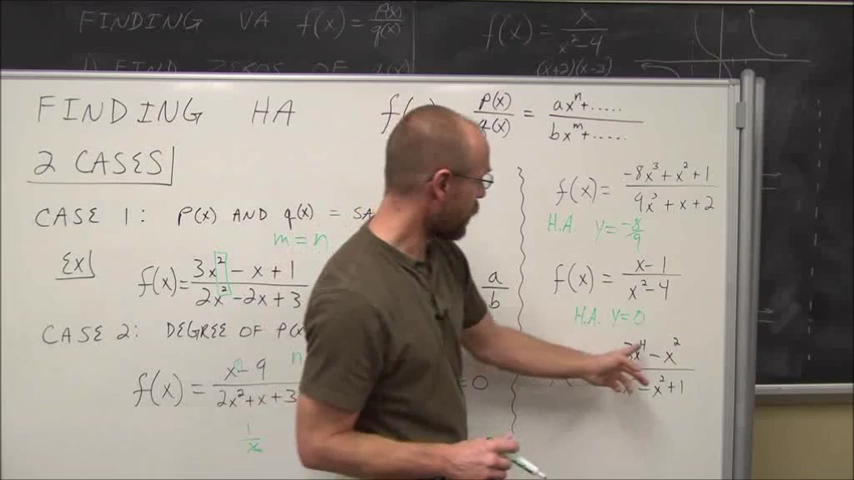 FINDING VA f(x) = P(x)/q(x)
f(x) = x/x²-4
(x+2)(x-2)
FINDING HA
P(x)/q(x) = axⁿ+...../bxᵐ+.....
2 CASES
CASE 1: P(x) AND q(x) =
m = n
EX
f(x) = 3x²-x+1/2x²-2x+3
a/b
CASE 2: DEGREE OF
f(x) = x-9/2x²+x+3
1/x
f(x) = -8x³+x²+1/9x³+x+2
H.A. y = -8/9
f(x) = x-1/x²-4
H.A. y=0